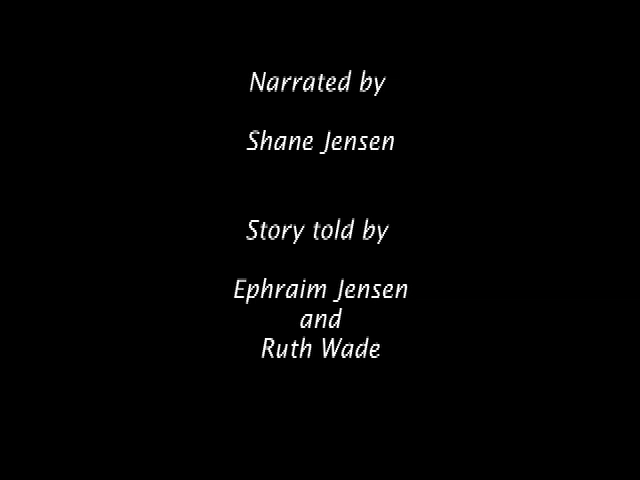 Narrated by
Shane Jensen
Story told by
Ephraim Jensen
and
Ruth Wade